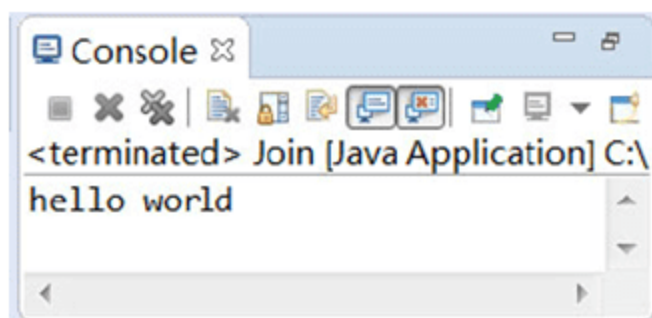 Console
<terminated> Join [Java Application] C:\
hello world